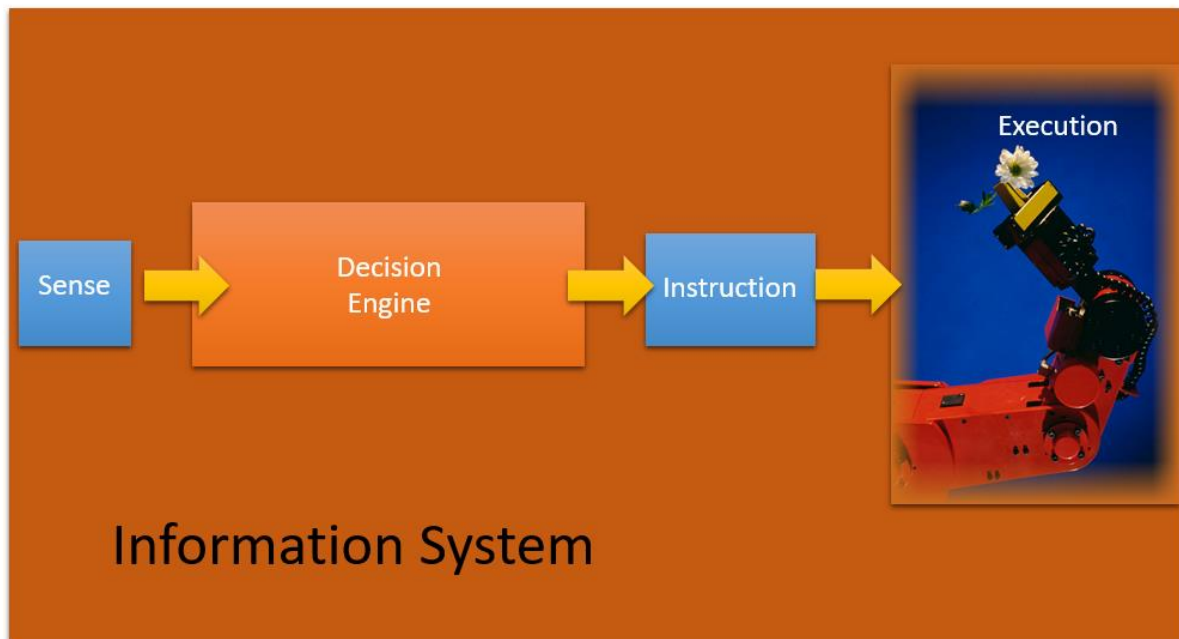 Execution
Sense
Decision
Engine
Instruction
Information System